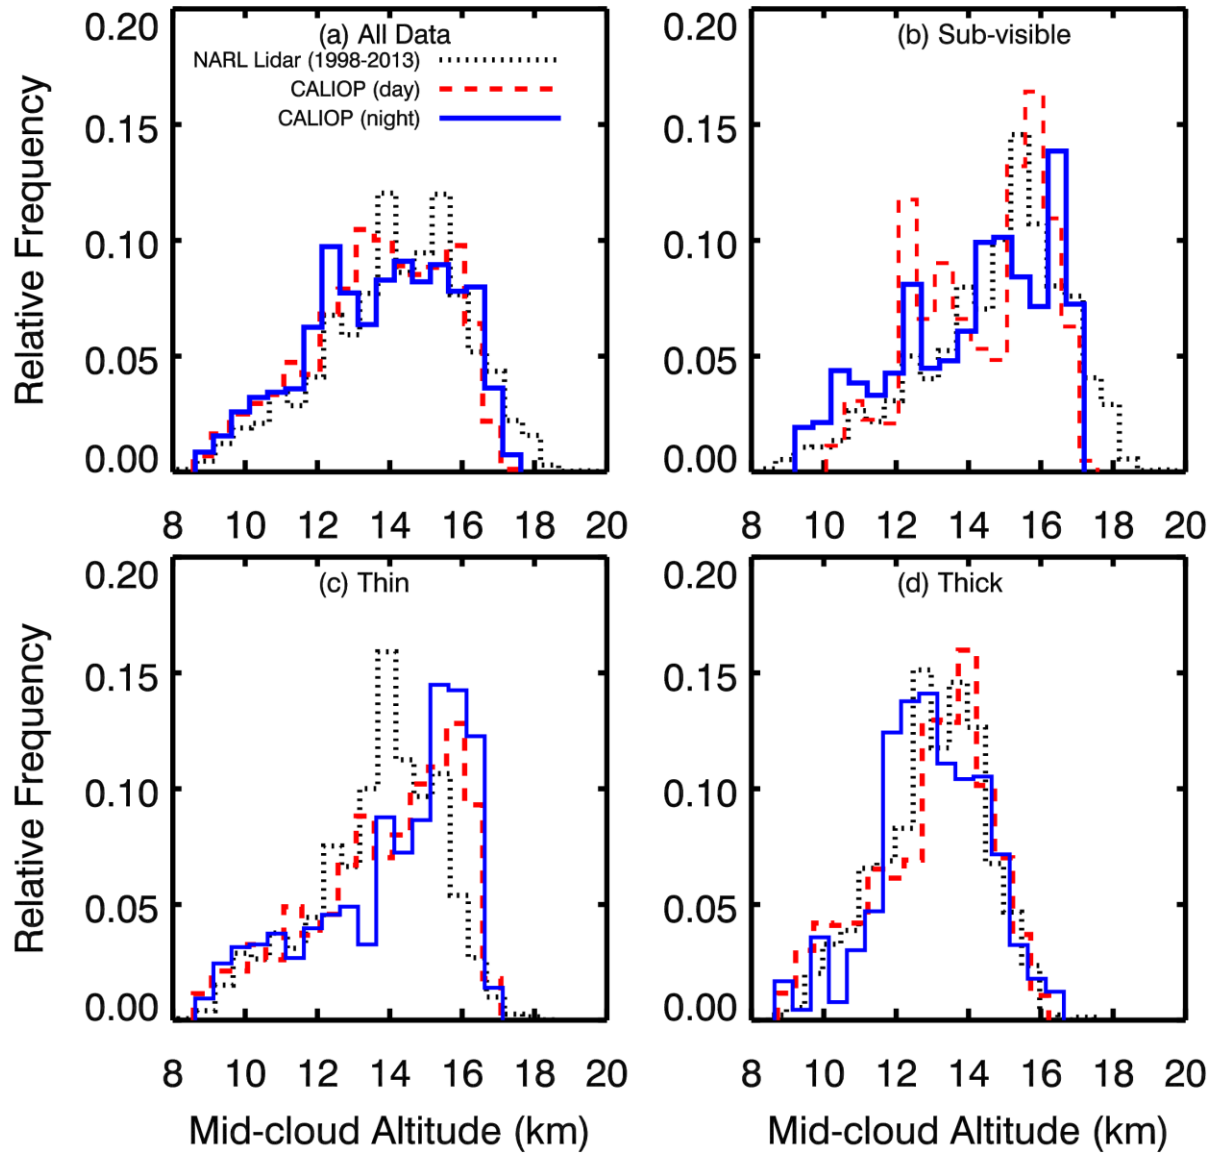 (a) All Data
NARL Lidar (1998-2013)
CALIOP (day)
CALIOP (night)
Relative Frequency
0.20
0.15
0.10
0.05
0.00
8 10 12 14 16 18 20
(b) Sub-visible
0.20
0.15
0.10
0.05
0.00
8 10 12 14 16 18 20
(c) Thin
Relative Frequency
0.20
0.15
0.10
0.05
0.00
8 10 12 14 16 18 20
Mid-cloud Altitude (km)
(d) Thick
0.20
0.15
0.10
0.05
0.00
8 10 12 14 16 18 20
Mid-cloud Altitude (km)